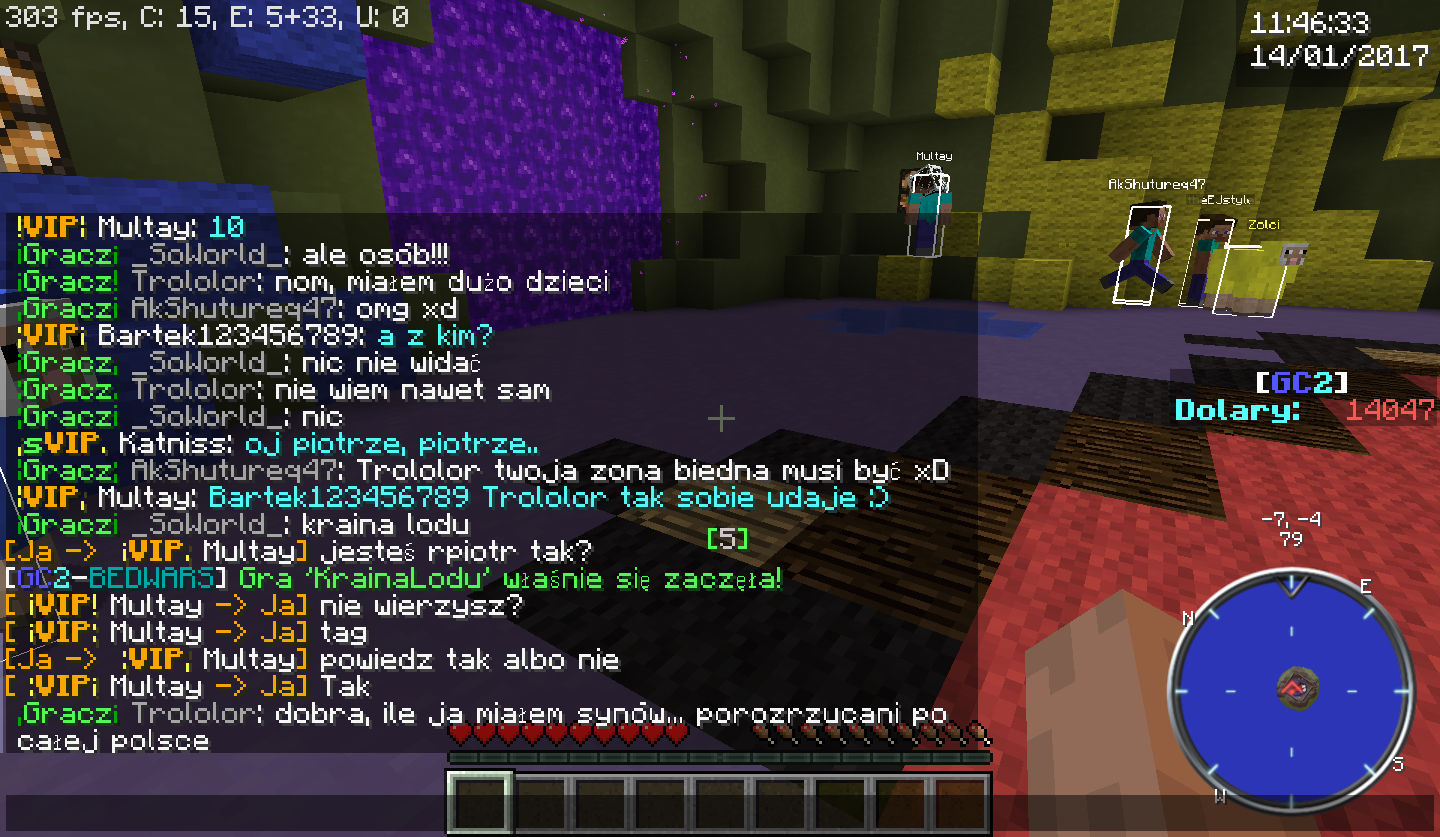 303 fps, C: 15, E: 5+33, U: 0
11:46:33
14/01/2017
Multay
AkShutureq47
eEJstylu
Zolci
!VIP¦ Multay: 10
¡Gracz¡ _SoWorld_: ale osób!!!
¡Gracz! Trololor: nom, miałem dużo dzieci
¡Gracz¡ AkShutureq47: omg xd
¦VIP¡ Bartek123456789: a z kim?
¡Gracz, _SoWorld_: nic nie widać
¡Gracz, Trololor: nie wiem nawet sam
¡Gracz¡ _SoWorld_: nic
,sVIP. Katniss: oj piotrze, piotrze..
¡Gracz¡ AkShutureq47: Trololor twoja zona biedna musi być xD
¦VIP, Multay: Bartek123456789 Trololor tak sobie udaje :)
¡Gracz¡ _SoWorld_: kraina lodu
[5]
[Ja -> ¡VIP. Multay] jesteś rpiotr tak?
[GC2-BEDWARS] Gra 'KrainaLodu' właśnie się zaczęła!
[ ¡VIP! Multay -> Ja] nie wierzysz?
[ ¡VIP¦ Multay -> Ja] tag
[Ja -> ¦VIP, Multay] powiedz tak albo nie
[ ¦VIP¡ Multay -> Ja] Tak
,Gracz¡ Trololor: dobra, ile ja miałem synów... porozrzucani po
całej polsce
[GC2]
Dolary: 14047
-7, -4
79
N
E
S
W